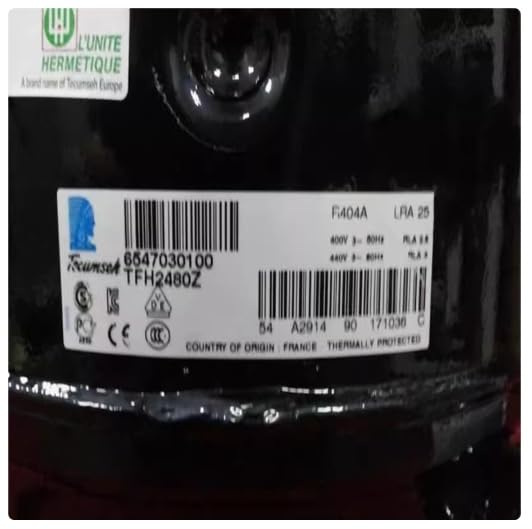 L'UNITE
HERMETIQUE
A brand name of Tecumseh Europe
R404A LRA 25
400V 3~ 50Hz
440V 3~ 60Hz
6547030100
Tecumseh
TFH2480Z
54 A2914 90 171036 C
COUNTRY OF ORIGIN : FRANCE THERMALLY PROTECTED